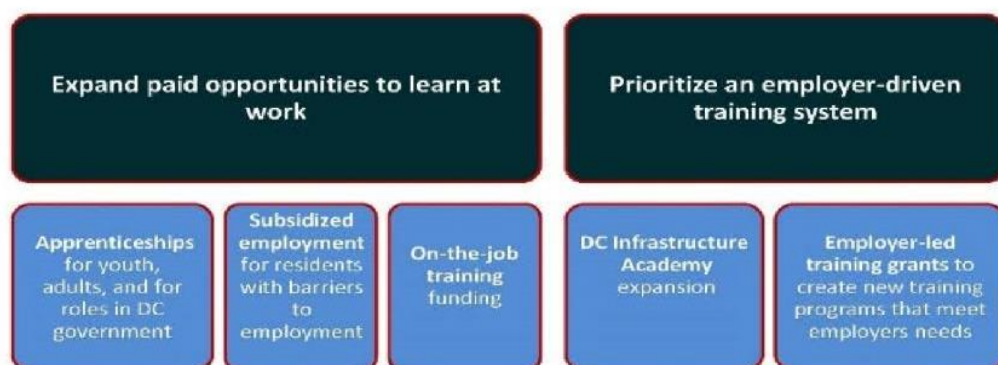 Expand paid opportunities to learn at
work
Prioritize an employer-driven
training system
Apprenticeships
for youth,
adults, and for
roles in DC
government
Subsidized
employment
for residents
with barriers
to
employment
On-the-job
training
funding
DC Infrastructure
Academy
expansion
Employer-led
training grants to
create new training
programs that meet
employers needs